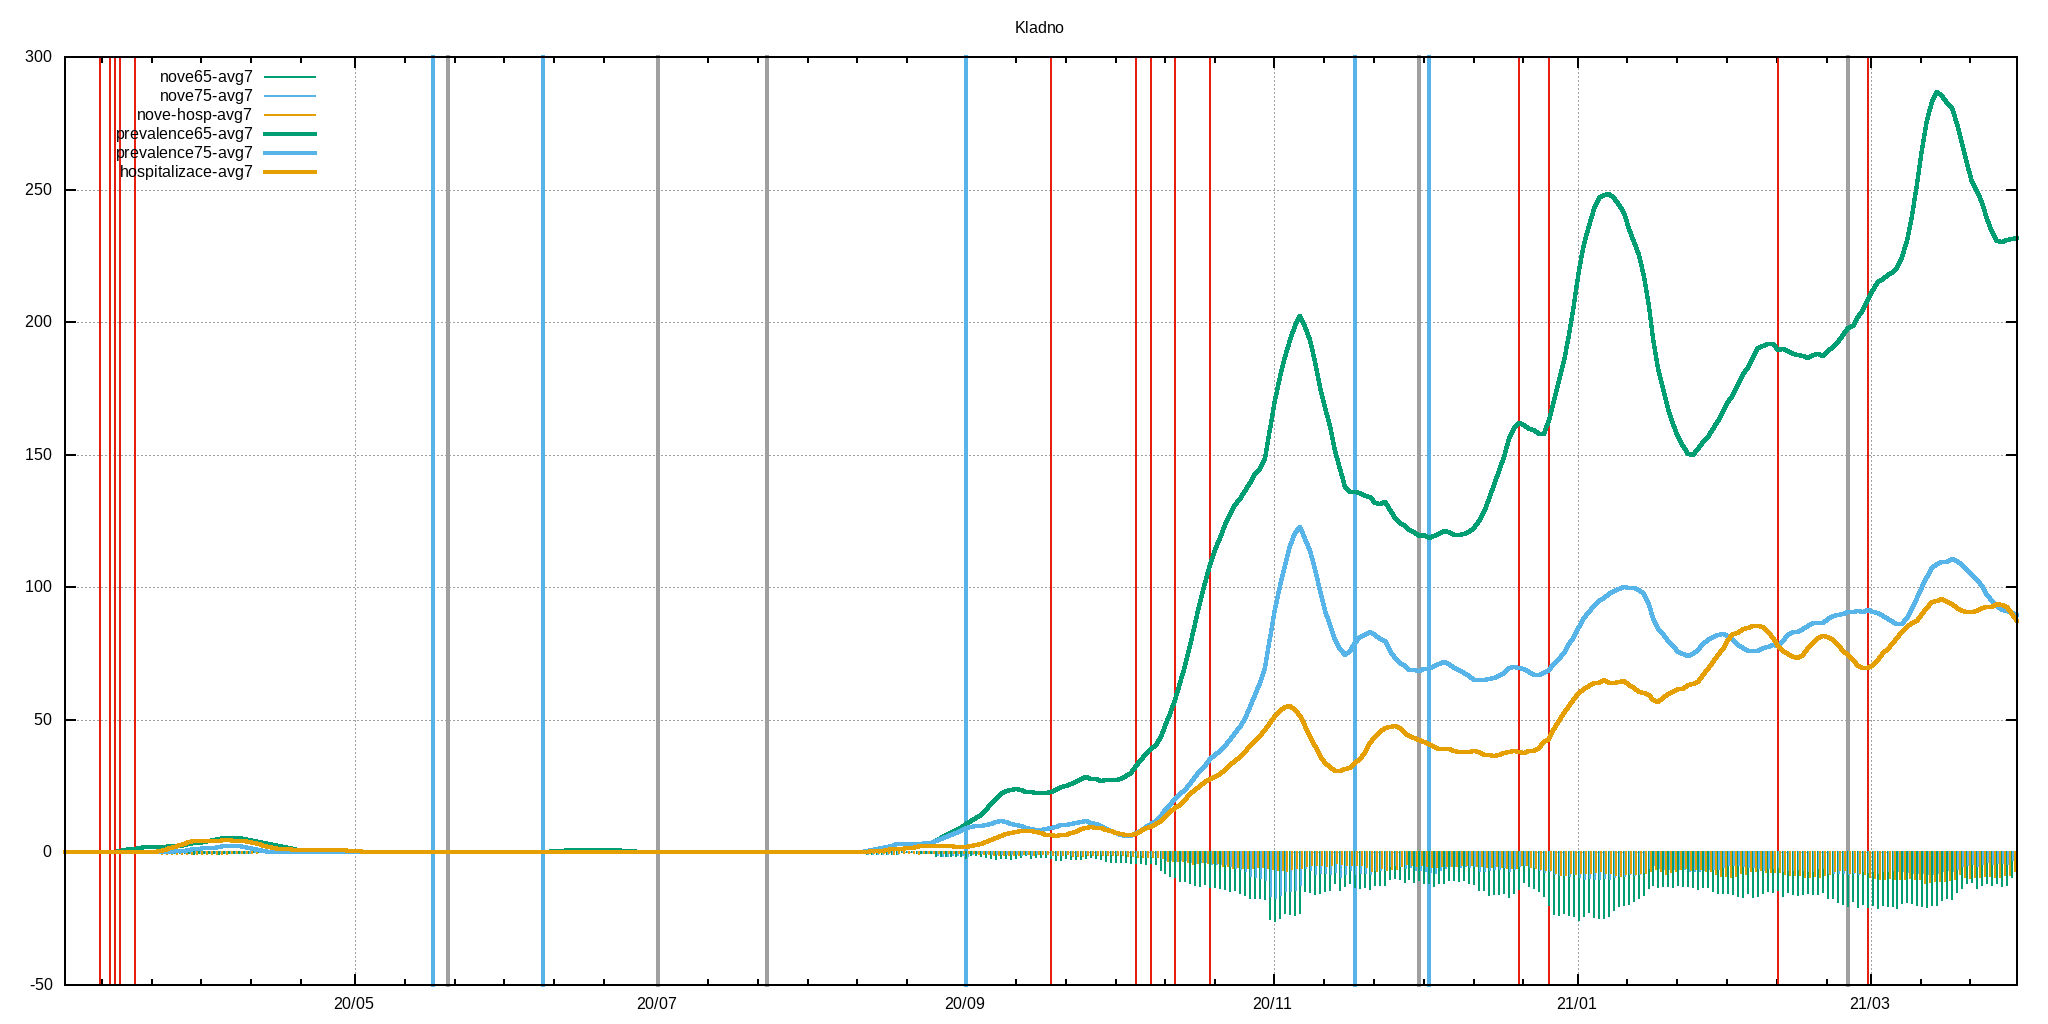 Kladno
300
250
200
150
100
50
0
-50
nove65-avg7
nove75-avg7
nove-hosp-avg7
prevalence65-avg7
prevalence75-avg7
hospitalizace-avg7
20/05 20/07 20/09 20/11 21/01 21/03